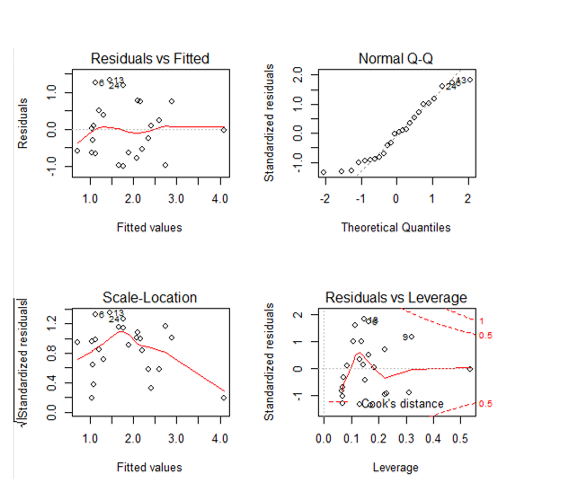 Residuals vs Fitted
Residuals
-1.0 0.0 1.0
6 13
24
1.0 2.0 3.0 4.0
Fitted values
Normal Q-Q
Standardized residuals
-1.0 0.0 1.0 2.0
13
24
-2 -1 0 1 2
Theoretical Quantiles
Scale-Location
√|Standardized residuals|
0.0 0.4 0.8 1.2
6 13
24
1.0 2.0 3.0 4.0
Fitted values
Residuals vs Leverage
Standardized residuals
-1 0 1 2
9
1
0.5
0.5
Cook's distance
0.0 0.1 0.2 0.3 0.4 0.5
Leverage